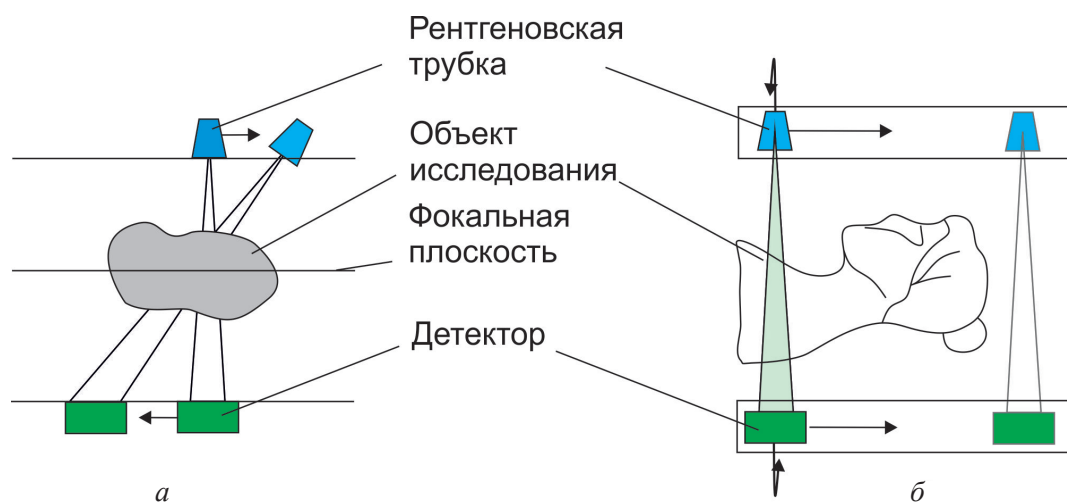 Рентгеновская
трубка
Объект
исследования
Фокальная
плоскость
Детектор
а
б